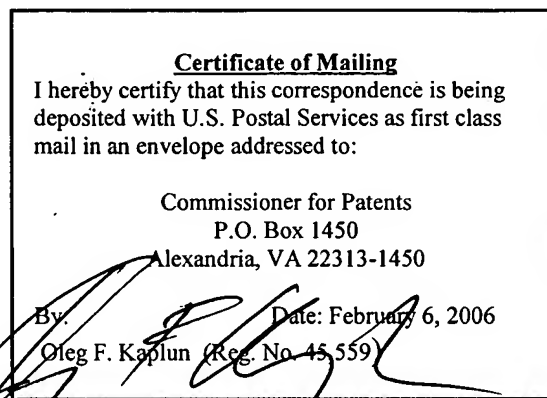 Certificate of Mailing
I hereby certify that this correspondence is being
deposited with U.S. Postal Services as first class
mail in an envelope addressed to:
Commissioner for Patents
P.O. Box 1450
Alexandria, VA 22313-1450
By: Date: February 6, 2006
Oleg F. Kaplun (Reg. No. 45,559)